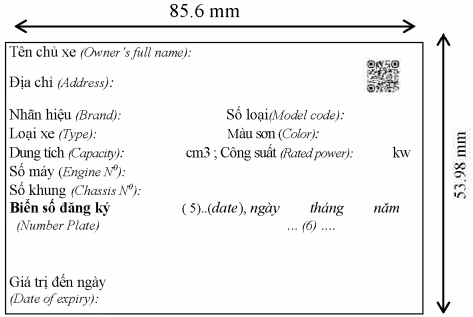 85.6 mm
Tên chủ xe (Owner's full name):
Địa chỉ (Address):
Nhãn hiệu (Brand): Số loại(Model code):
Loại xe (Type): Màu sơn (Color):
Dung tích (Capacity): cm3 ; Công suất (Rated power): kw
Số máy (Engine Nº):
Số khung (Chassis Nº):
Biển số đăng ký ( 5)..(date), ngày tháng năm
(Number Plate) ... (6) ....
Giá trị đến ngày
(Date of expiry):
53.98 mm